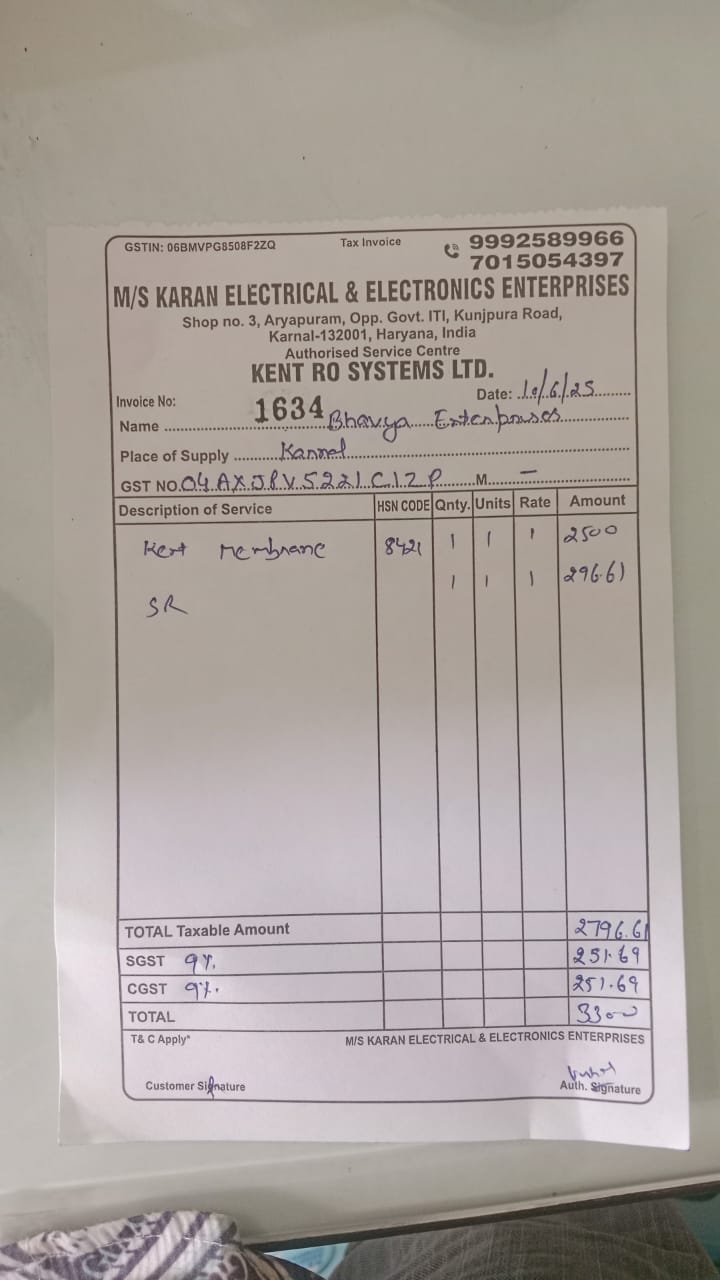 GSTIN: 06BMVPG8508F2ZQ Tax Invoice 9992589966
7015054397
M/S KARAN ELECTRICAL & ELECTRONICS ENTERPRISES
Shop no. 3, Aryapuram, Opp. Govt. ITI, Kunjpura Road,
Karnal-132001, Haryana, India
Authorised Service Centre
KENT RO SYSTEMS LTD.
Invoice No: 1634 Date: 10/6/25
Name Bhavya Enterprises
Place of Supply Karnal
GST NO. 04AXJPV5221C1ZP M. -
Description of Service HSN CODE Qnty. Units Rate Amount
Kent Membrane 8421 1 1 1 2500
SR 1 1 1 296.61
TOTAL Taxable Amount 2796.61
SGST 9% 251.69
CGST 9% 251.69
TOTAL 3300
T& C Apply* M/S KARAN ELECTRICAL & ELECTRONICS ENTERPRISES
Customer Signature Auth. Signature